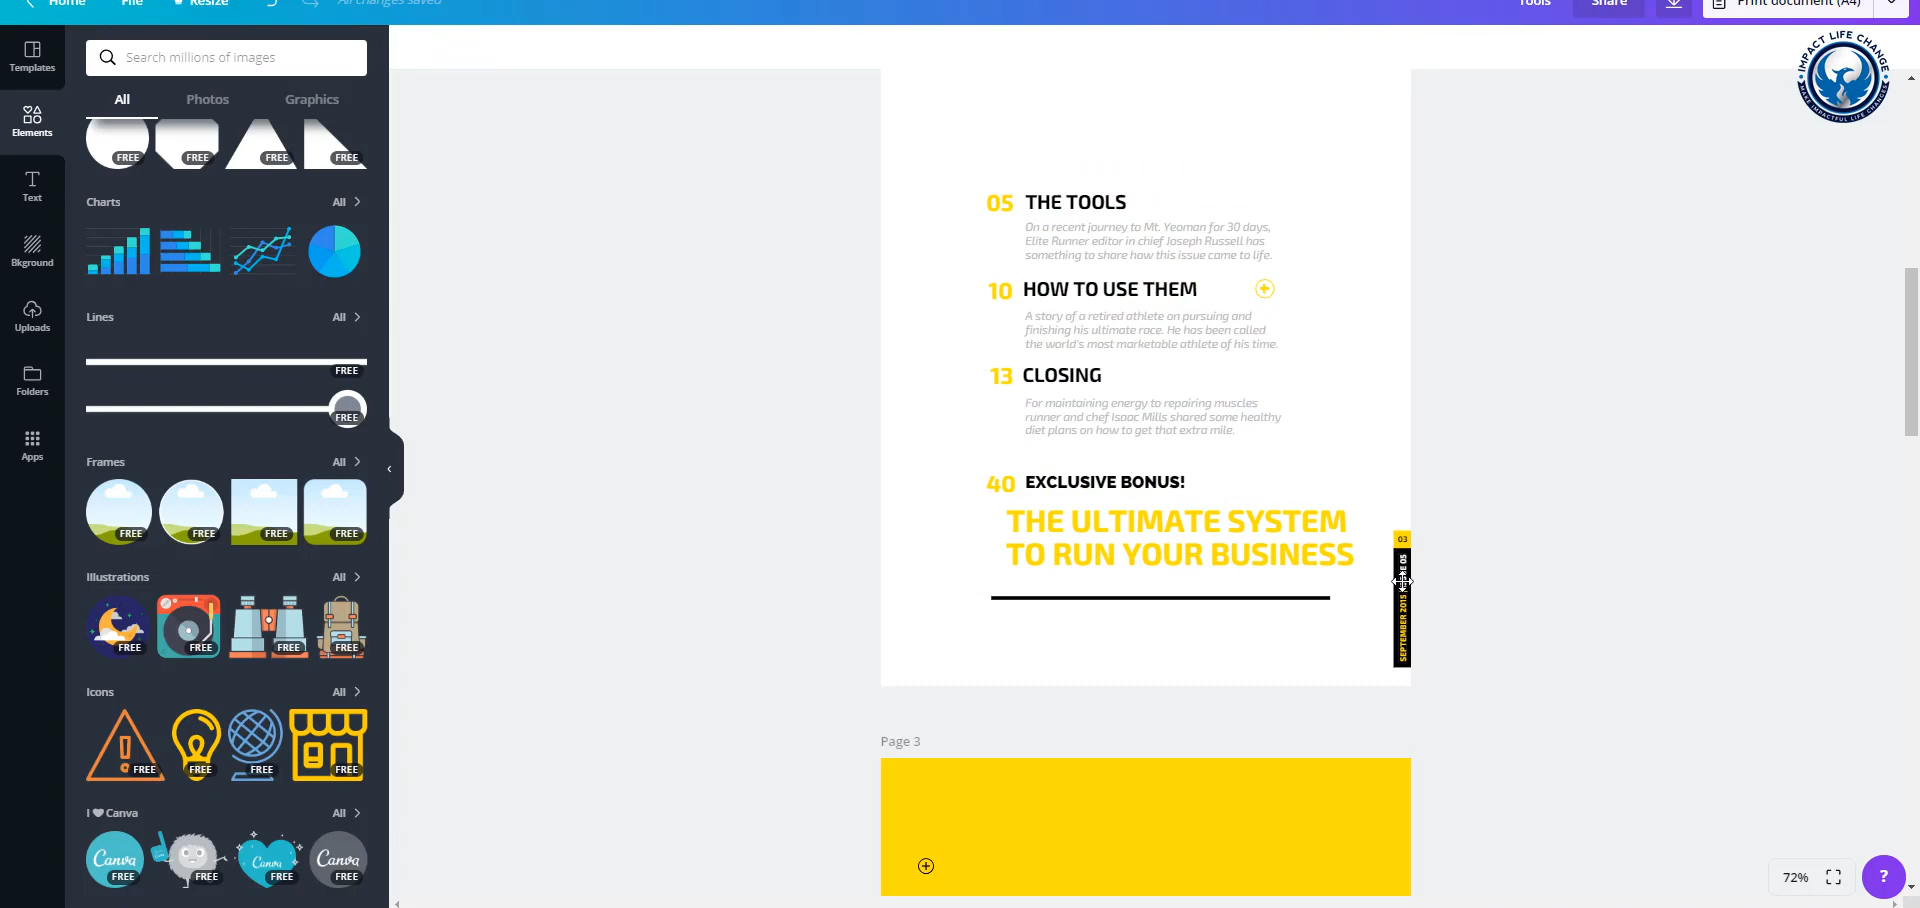 Home
File
Resize
All changes saved
Tools
Share
Print document (A4)
Templates
Elements
Text
Bkground
Uploads
Folders
Apps
Search millions of images
All
Photos
Graphics
FREE
FREE
FREE
FREE
Charts
All
Lines
All
FREE
FREE
Frames
All
FREE
FREE
FREE
FREE
Illustrations
All
FREE
FREE
FREE
FREE
Icons
All
FREE
FREE
FREE
FREE
I
Canva
All
Canva
FREE
FREE
Canva
FREE
Canva
FREE
IMPACT LIFE CHANGE
MAKE IMPACTFUL LIFE CHANGES
05 THE TOOLS
On a recent journey to Mt. Yeoman for 30 days,
Elite Runner editor in chief Joseph Russell has
something to share how this issue came to life.
10 HOW TO USE THEM
A story of a retired athlete on pursuing and
finishing his ultimate race. He has been called
the world's most marketable athlete of his time.
13 CLOSING
For maintaining energy to repairing muscles
runner and chef Isaac Mills shared some healthy
diet plans on how to get that extra mile.
40 EXCLUSIVE BONUS!
THE ULTIMATE SYSTEM
TO RUN YOUR BUSINESS
03
SEPTEMBER 2015
05
Page 3
72%
?